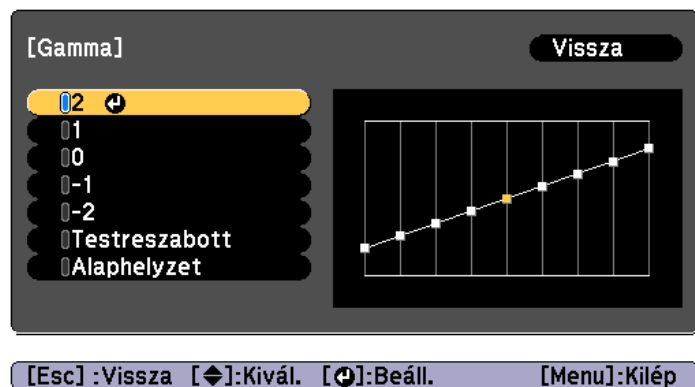 [Gamma] Vissza
2
1
0
-1
-2
Testreszabott
Alaphelyzet
[Esc] :Vissza [◆]:Kivál. [↵]:Beáll. [Menu]:Kilép